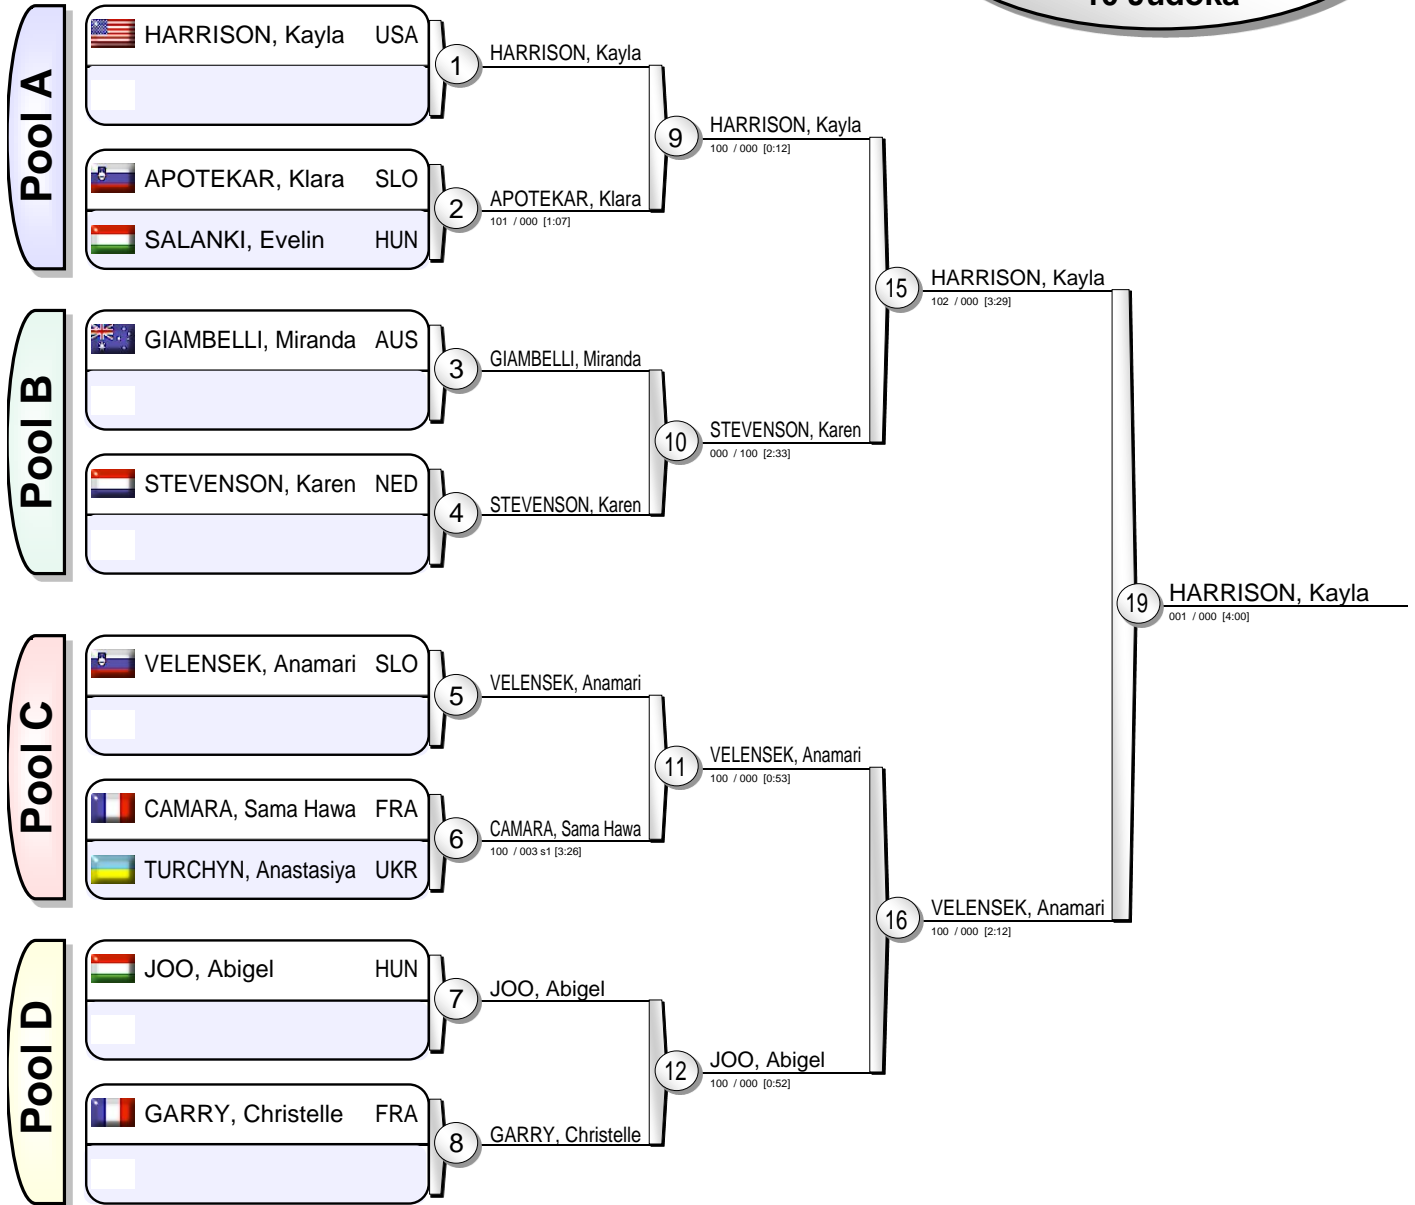 10 Judoka
Pool A
HARRISON, Kayla USA
1
HARRISON, Kayla
APOTEKAR, Klara SLO
SALANKI, Evelin HUN
2
APOTEKAR, Klara
101 / 000 [1:07]
9
HARRISON, Kayla
100 / 000 [0:12]
Pool B
GIAMBELLI, Miranda AUS
3
GIAMBELLI, Miranda
STEVENSON, Karen NED
4
STEVENSON, Karen
10
STEVENSON, Karen
000 / 100 [2:33]
15
HARRISON, Kayla
102 / 000 [3:29]
Pool C
VELENSEK, Anamari SLO
5
VELENSEK, Anamari
CAMARA, Sama Hawa FRA
TURCHYN, Anastasiya UKR
6
CAMARA, Sama Hawa
100 / 003 s1 [3:26]
11
VELENSEK, Anamari
100 / 000 [0:53]
Pool D
JOO, Abigel HUN
7
JOO, Abigel
GARRY, Christelle FRA
8
GARRY, Christelle
12
JOO, Abigel
100 / 000 [0:52]
16
VELENSEK, Anamari
100 / 000 [2:12]
19
HARRISON, Kayla
001 / 000 [4:00]